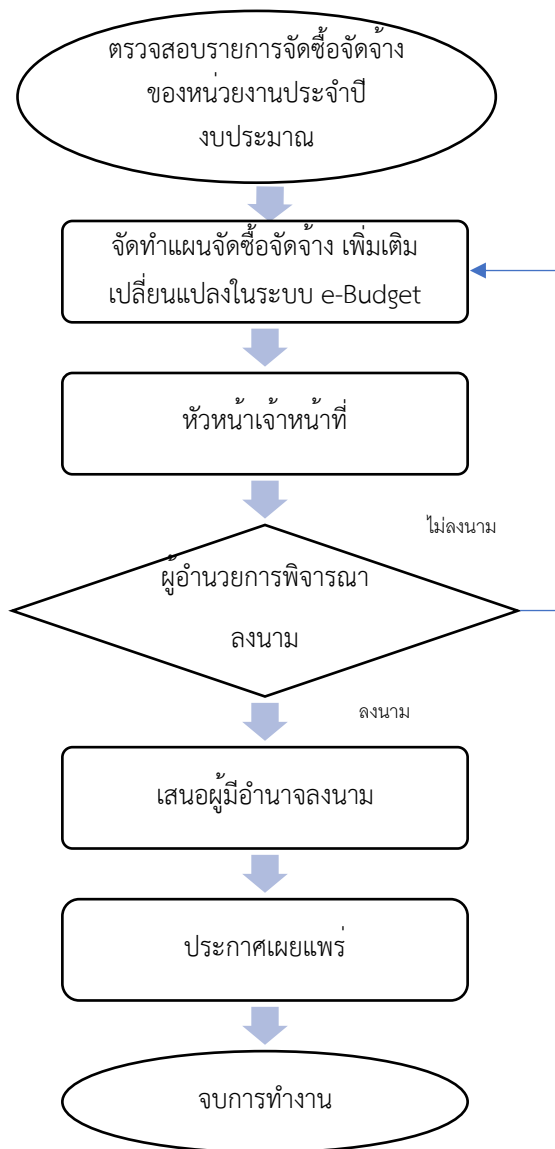 ตรวจสอบรายการจัดซื้อจัดจ้าง
ของหน่วยงานประจำปี
งบประมาณ
จัดทำแผนจัดซื้อจัดจ้าง เพิ่มเติม
เปลี่ยนแปลงในระบบ e-Budget
หัวหน้าเจ้าหน้าที่
ไม่ลงนาม
ผู้อำนวยการพิจารณา
ลงนาม
ลงนาม
เสนอผู้มีอำนาจลงนาม
ประกาศเผยแพร่
จบการทำงาน